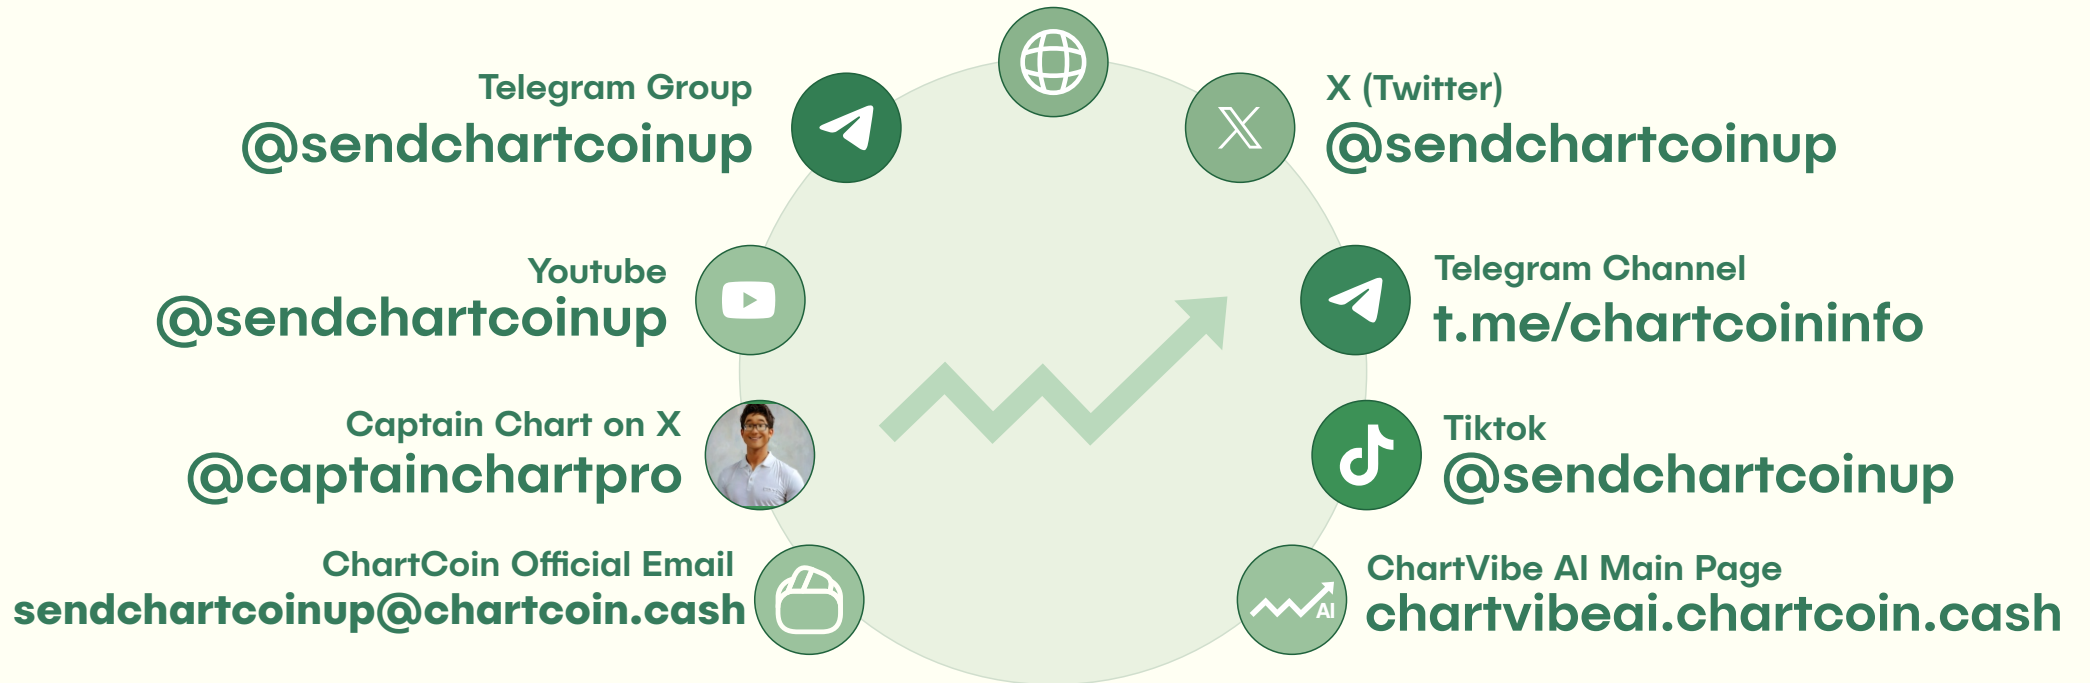 Telegram Group
@sendchartcoinup
X (Twitter)
@sendchartcoinup
Youtube
@sendchartcoinup
Telegram Channel
t.me/chartcoininfo
Captain Chart on X
@captainchartpro
Tiktok
@sendchartcoinup
ChartCoin Official Email
sendchartcoinup@chartcoin.cash
AI
ChartVibe AI Main Page
chartvibeai.chartcoin.cash